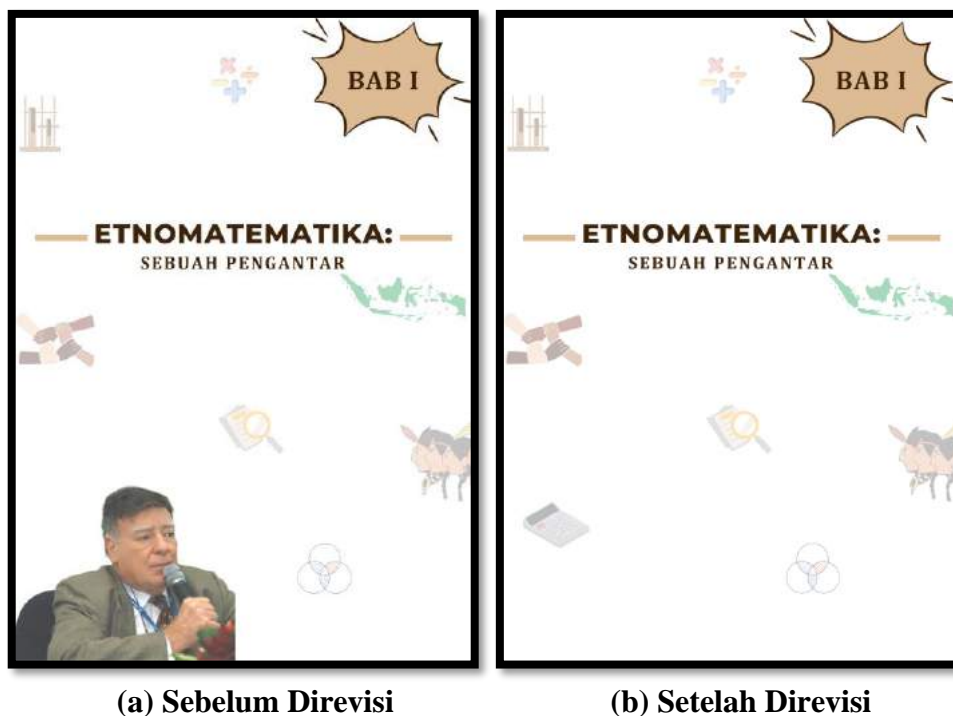 BAB I
ETNOMATEMATIKA:
SEBUAH PENGANTAR
BAB I
ETNOMATEMATIKA:
SEBUAH PENGANTAR
(a) Sebelum Direvisi
(b) Setelah Direvisi